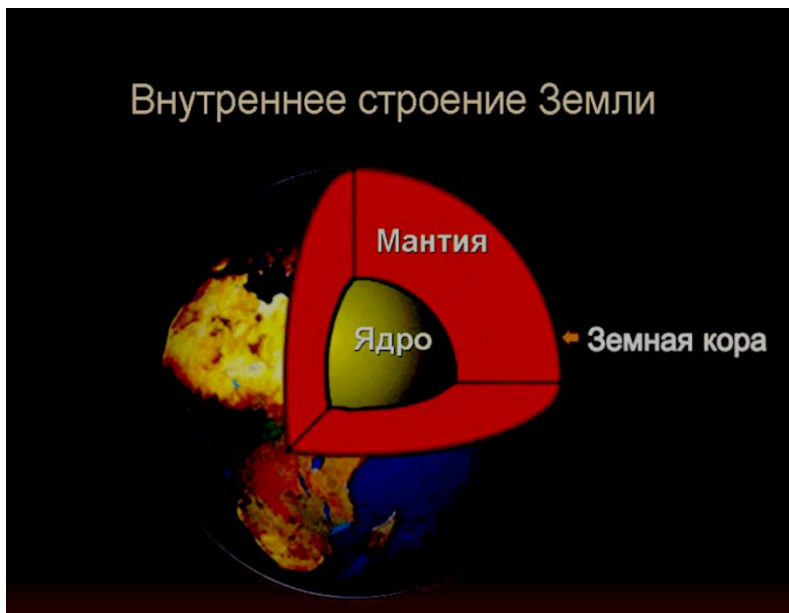 Внутреннее строение Земли
Мантия
Ядро
Земная кора